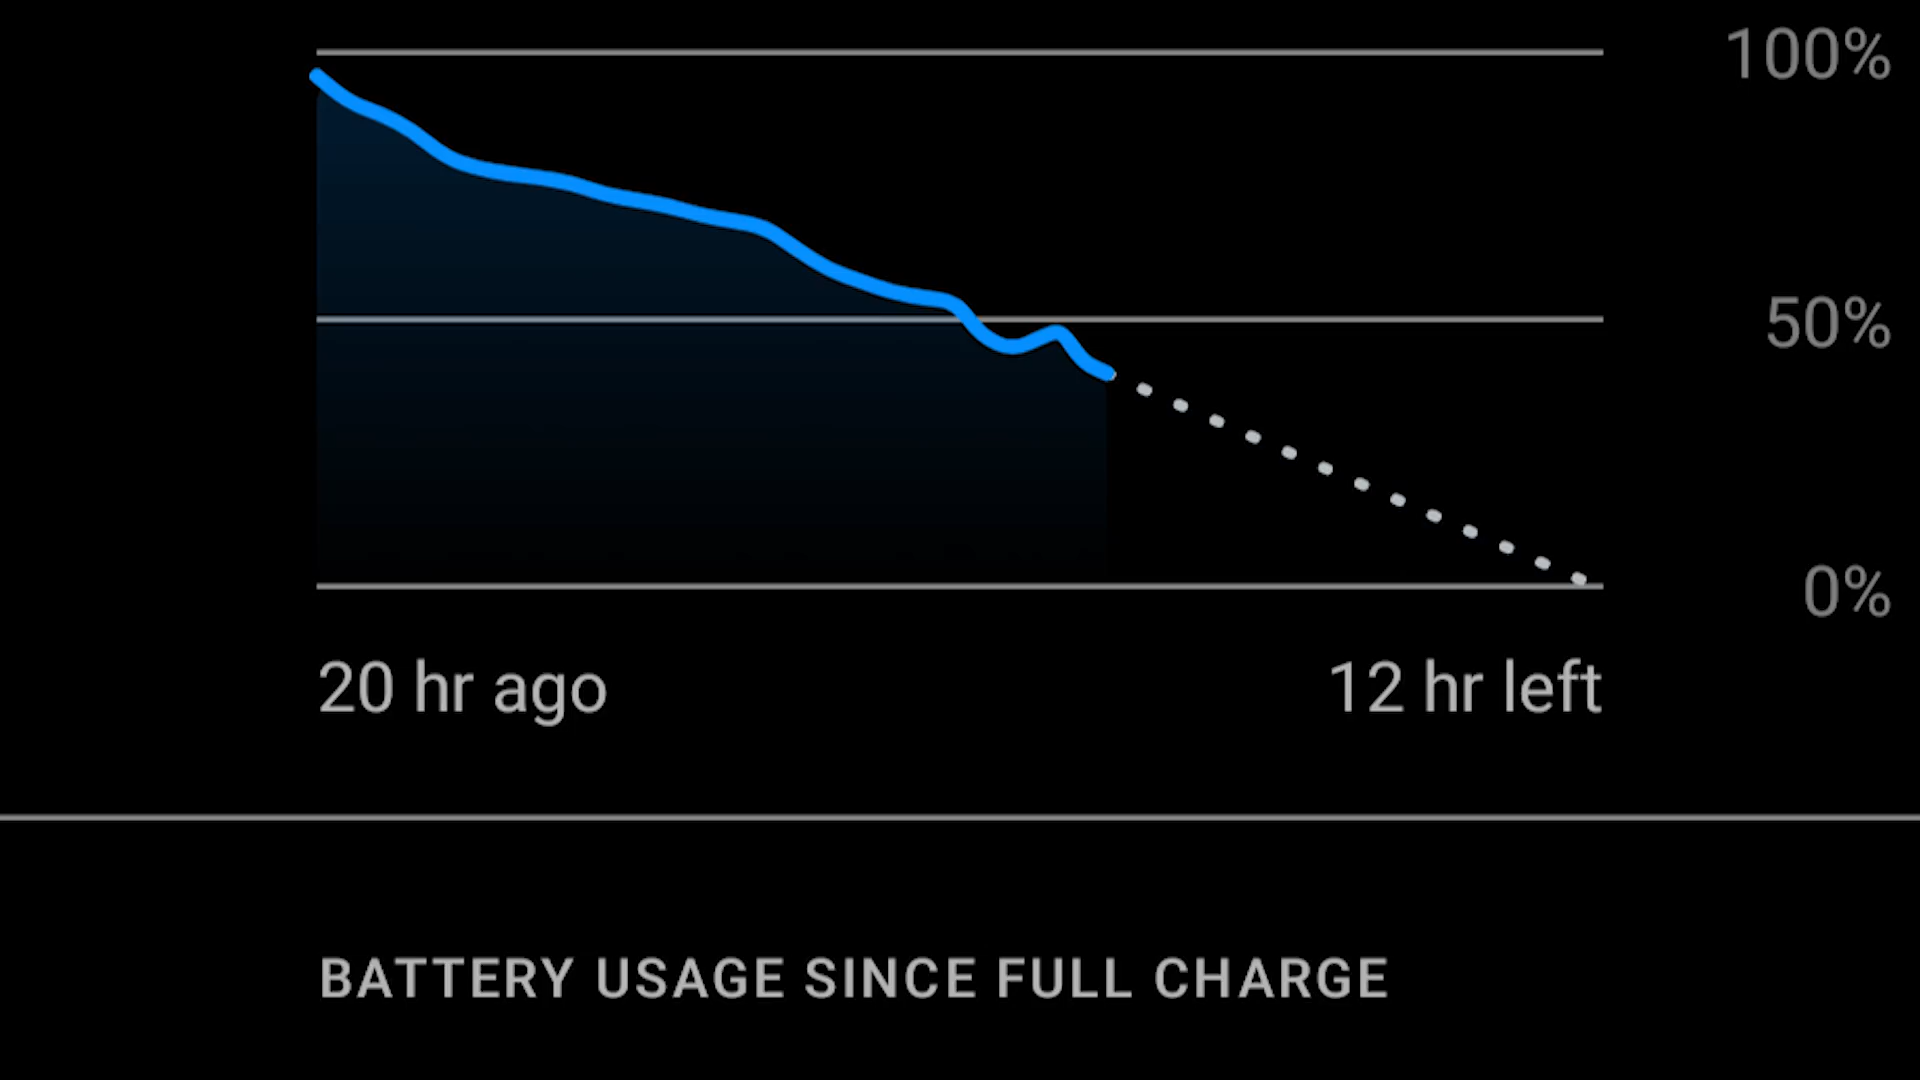 100%
50%
0%
20 hr ago
12 hr left
BATTERY USAGE SINCE FULL CHARGE